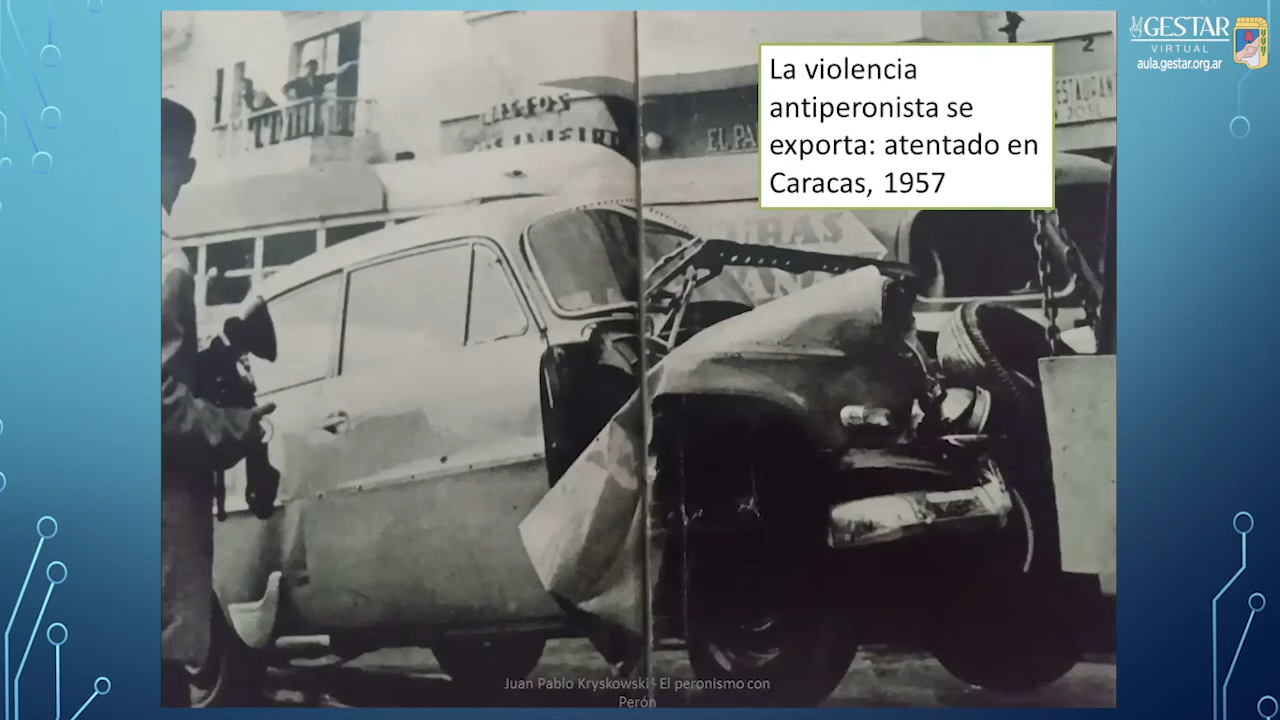 GESTAR
VIRTUAL
aula.gestar.org.ar
La violencia
antiperonista se
exporta: atentado en
Caracas, 1957
2
EL PA
Juan Pablo Kryskowski - El peronismo con
Perón